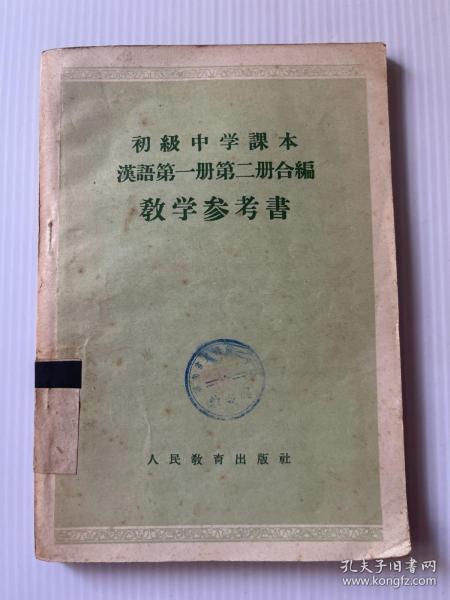 初級中学課本
漢語第一册第二册合編
教学参考書
人民教育出版社
孔夫子旧书网
www.kongfz.com